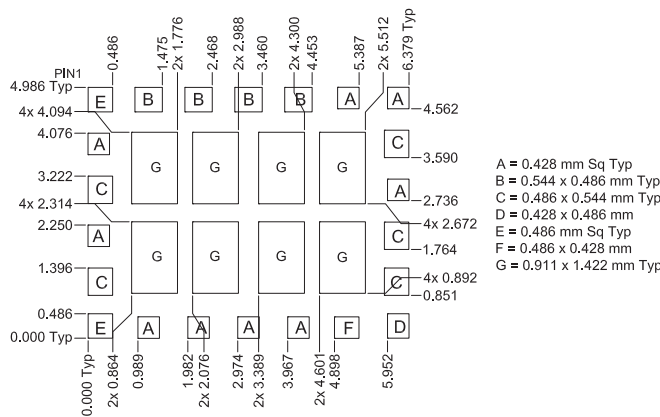 0.486
1.475
2x 1.776
2.468
2x 2.988
3.460
2x 4.300
4.453
5.387
2x 5.512
6.379 Typ
PIN1
4.986 Typ
E
B
B
B
B
A
A
4x 4.094
4.562
4.076
A
C
3.590
G
G
G
G
3.222
C
A
2.736
4x 2.314
4x 2.672
2.250
A
C
1.764
G
G
G
G
1.396
C
C
4x 0.892
0.851
0.486
E
A
A
A
A
F
D
0.000 Typ
0.000 Typ
2x 0.864
0.989
1.982
2x 2.076
2.974
2x 3.389
3.967
2x 4.601
4.898
5.952
A = 0.428 mm Sq Typ
B = 0.544 x 0.486 mm Typ
C = 0.486 x 0.544 mm Typ
D = 0.428 x 0.486 mm
E = 0.486 mm Sq Typ
F = 0.486 x 0.428 mm
G = 0.911 x 1.422 mm Typ